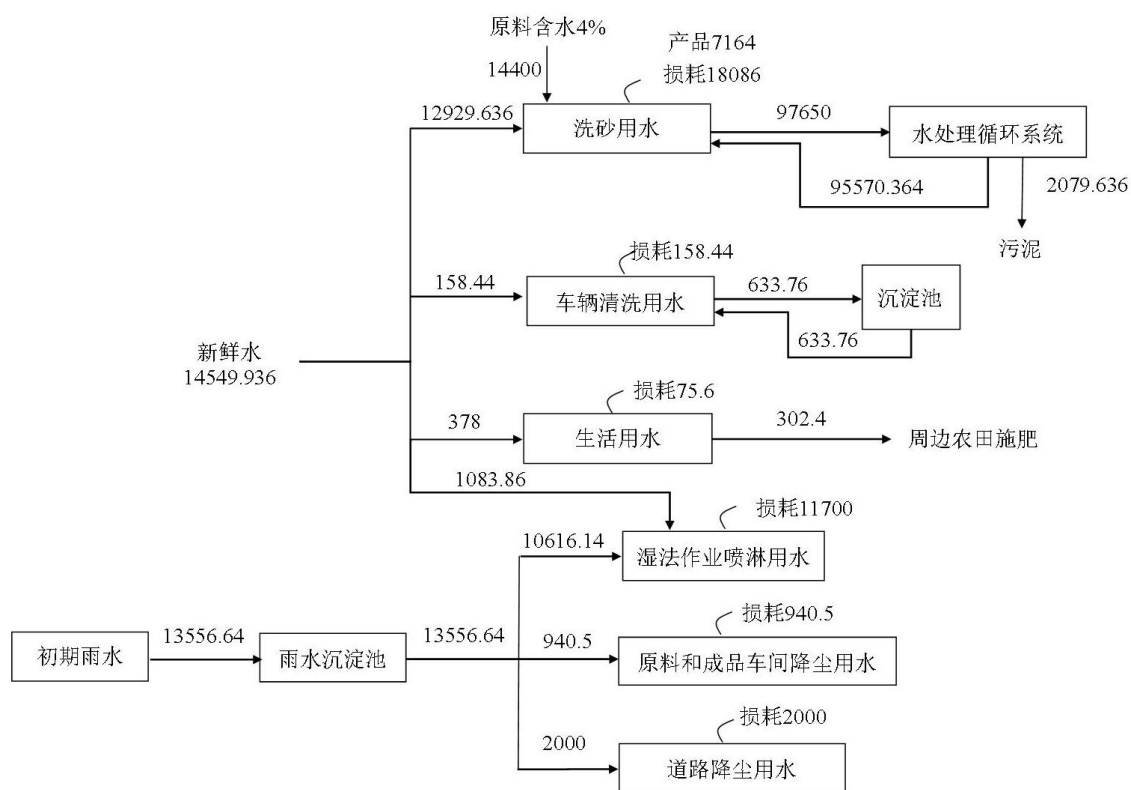 原料含水4%
14400
产品7164
损耗18086
12929.636
洗砂用水
97650
水处理循环系统
95570.364
2079.636
污泥
损耗158.44
158.44
车辆清洗用水
633.76
沉淀池
633.76
新鲜水
14549.936
损耗75.6
378
生活用水
302.4
周边农田施肥
1083.86
损耗11700
10616.14
湿法作业喷淋用水
初期雨水
13556.64
雨水沉淀池
13556.64
损耗940.5
940.5
原料和成品车间降尘用水
损耗2000
2000
道路降尘用水